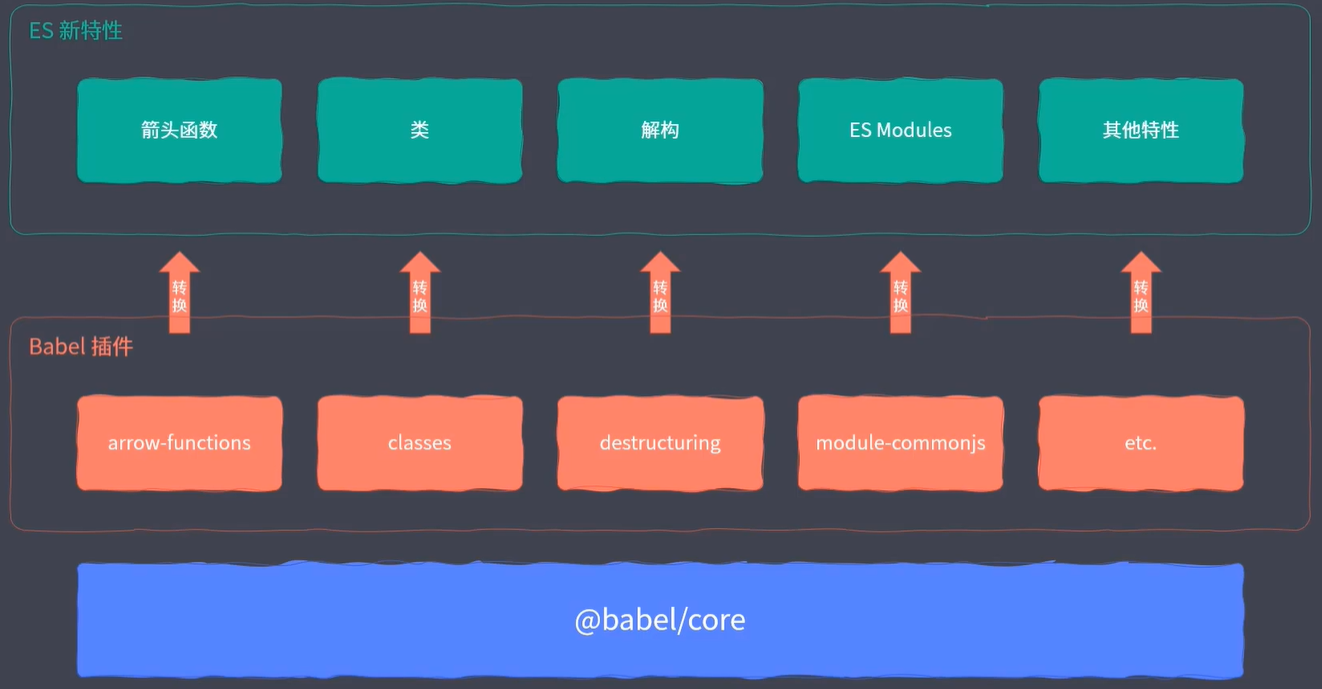 ES 新特性
箭头函数
类
解构
ES Modules
其他特性
转
换
转
换
转
换
转
换
转
换
Babel 插件
arrow-functions
classes
destructuring
module-commonjs
etc.
@babel/core